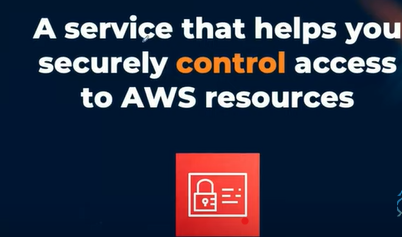 A service that helps you
securely control access
to AWS resources